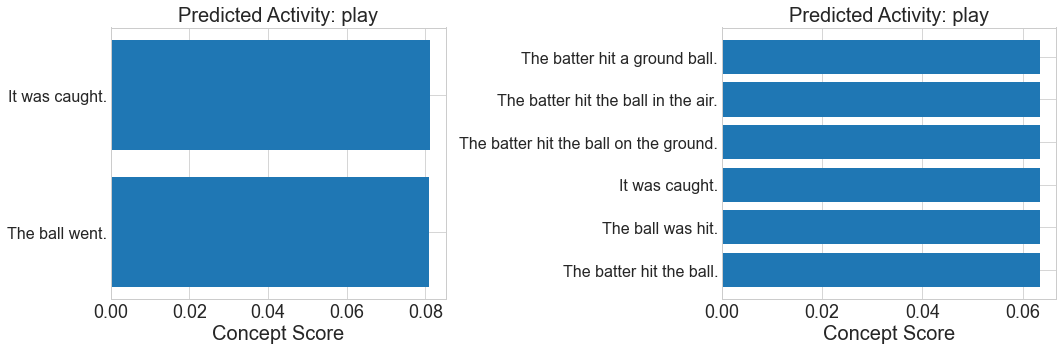 Predicted Activity: play
It was caught.
The ball went.
0.00 0.02 0.04 0.06 0.08
Concept Score
Predicted Activity: play
The batter hit a ground ball.
The batter hit the ball in the air.
The batter hit the ball on the ground.
It was caught.
The ball was hit.
The batter hit the ball.
0.00 0.02 0.04 0.06
Concept Score